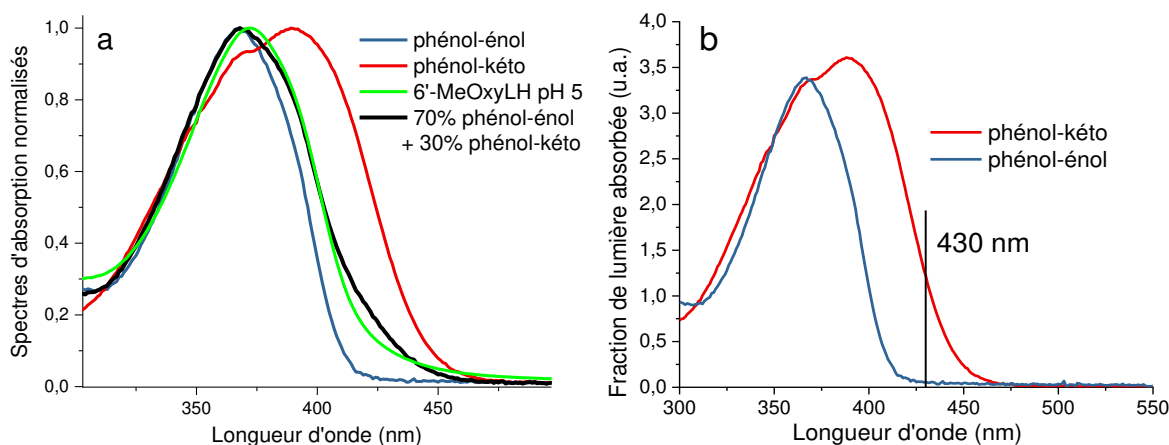 a
phénol-énol
phénol-kéto
6'-MeOxyLH pH 5
70% phénol-énol
+ 30% phénol-kéto
Spectres d'absorption normalisés
1,0
0,8
0,6
0,4
0,2
0,0
350
400
450
Longueur d'onde (nm)
b
phénol-kéto
phénol-énol
430 nm
Fraction de lumière absorbée (u.a.)
4,0
3,5
3,0
2,5
2,0
1,5
1,0
0,5
0,0
300
350
400
450
500
550
Longueur d'onde (nm)